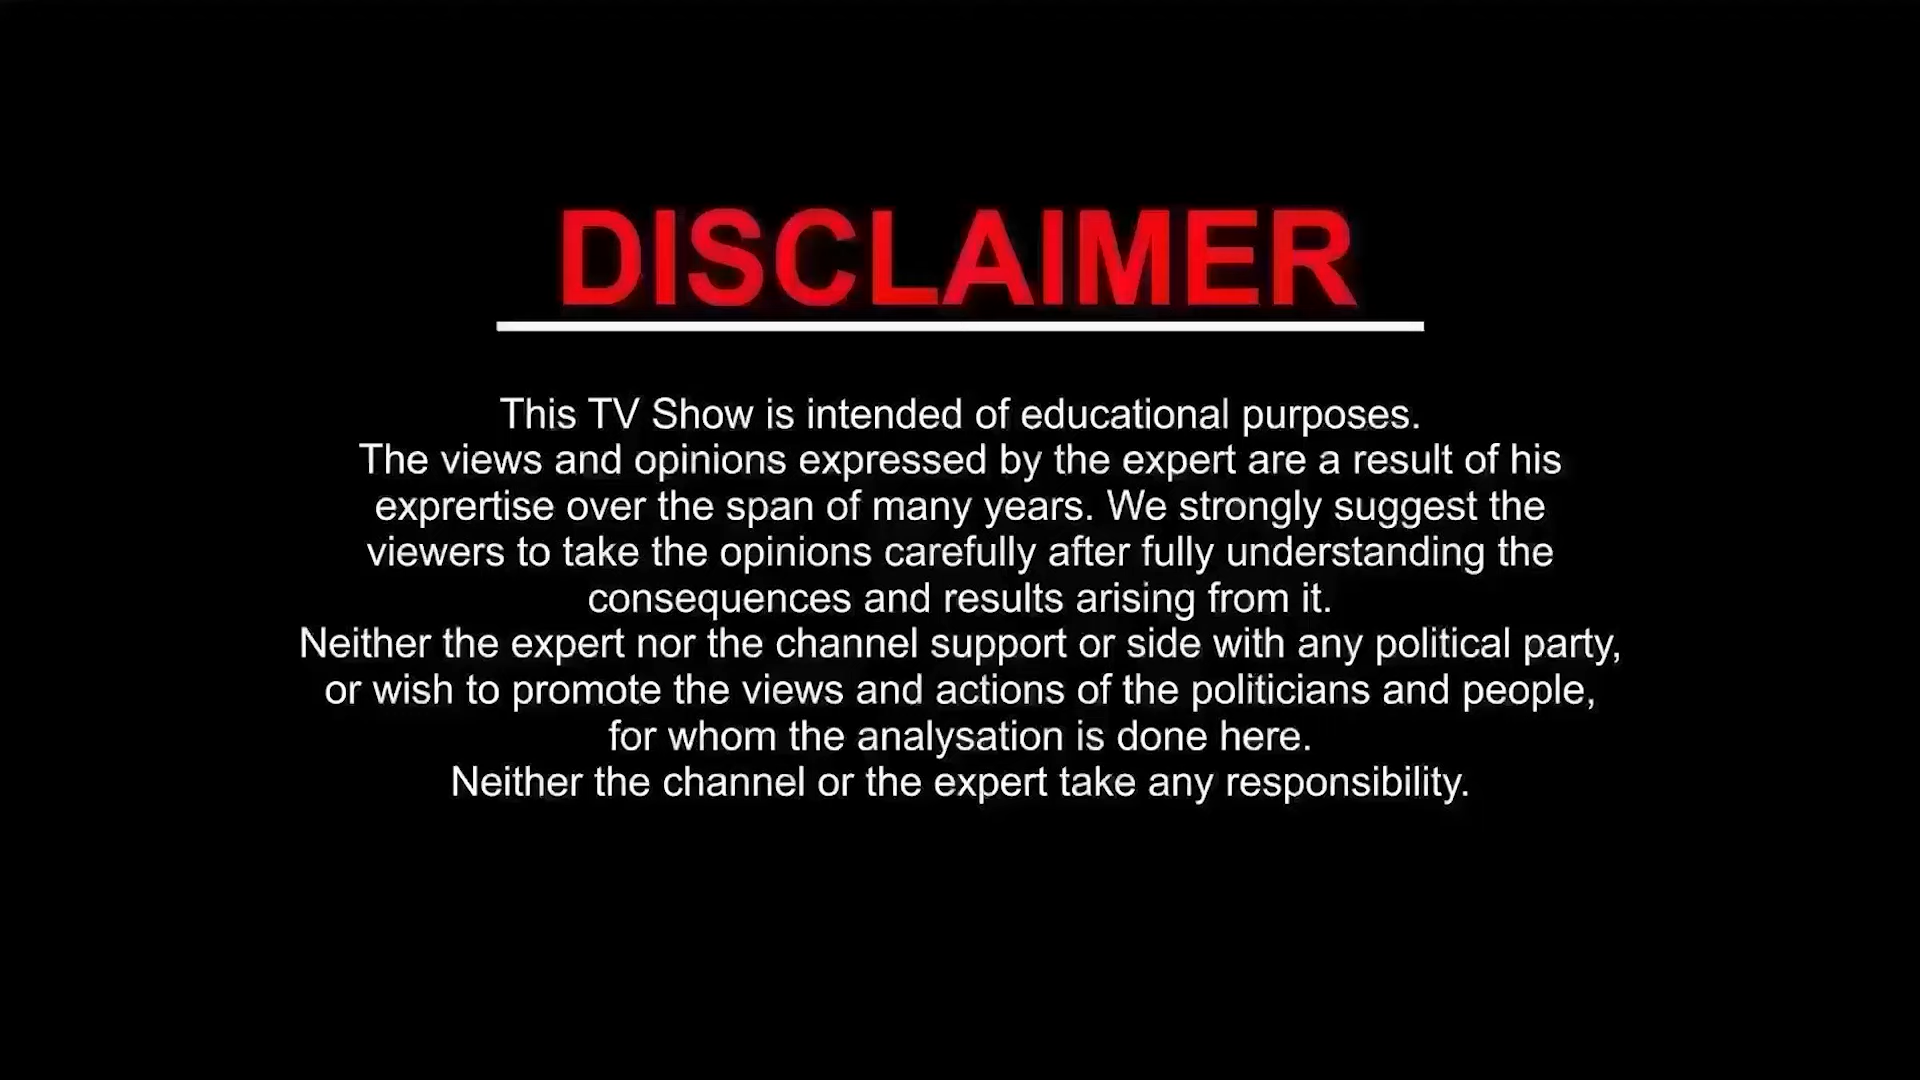 DISCLAIMER
This TV Show is intended of educational purposes.
The views and opinions expressed by the expert are a result of his
exprertise over the span of many years. We strongly suggest the
viewers to take the opinions carefully after fully understanding the
consequences and results arising from it.
Neither the expert nor the channel support or side with any political party,
or wish to promote the views and actions of the politicians and people,
for whom the analysation is done here.
Neither the channel or the expert take any responsibility.